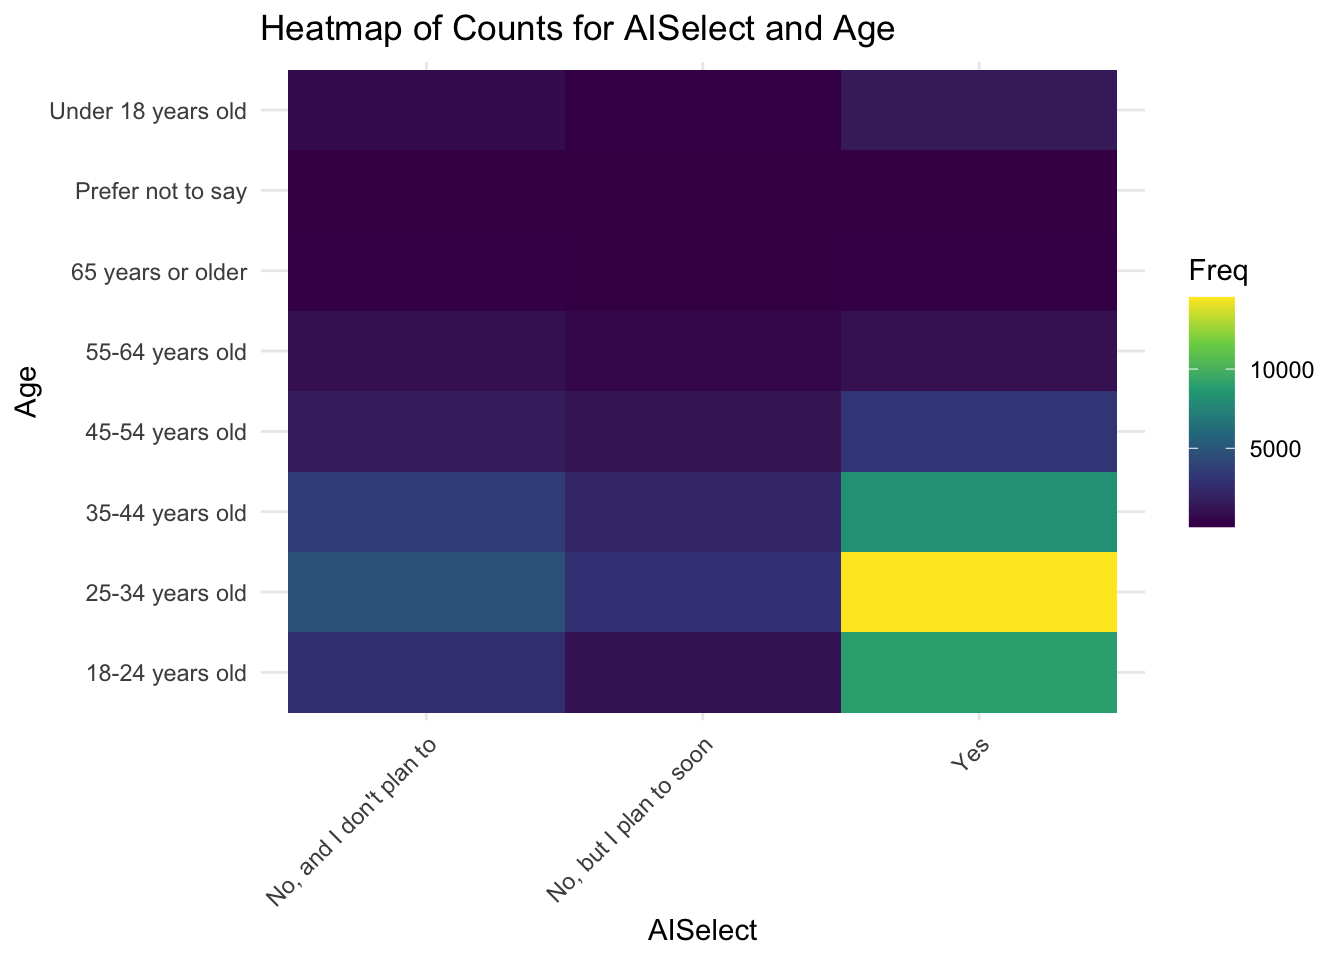 Heatmap of Counts for AISelect and Age
Under 18 years old
Prefer not to say
65 years or older
55-64 years old
45-54 years old
35-44 years old
25-34 years old
18-24 years old
Age
No, and I don't plan to
No, but I plan to soon
Yes
AISelect
Freq
10000
5000